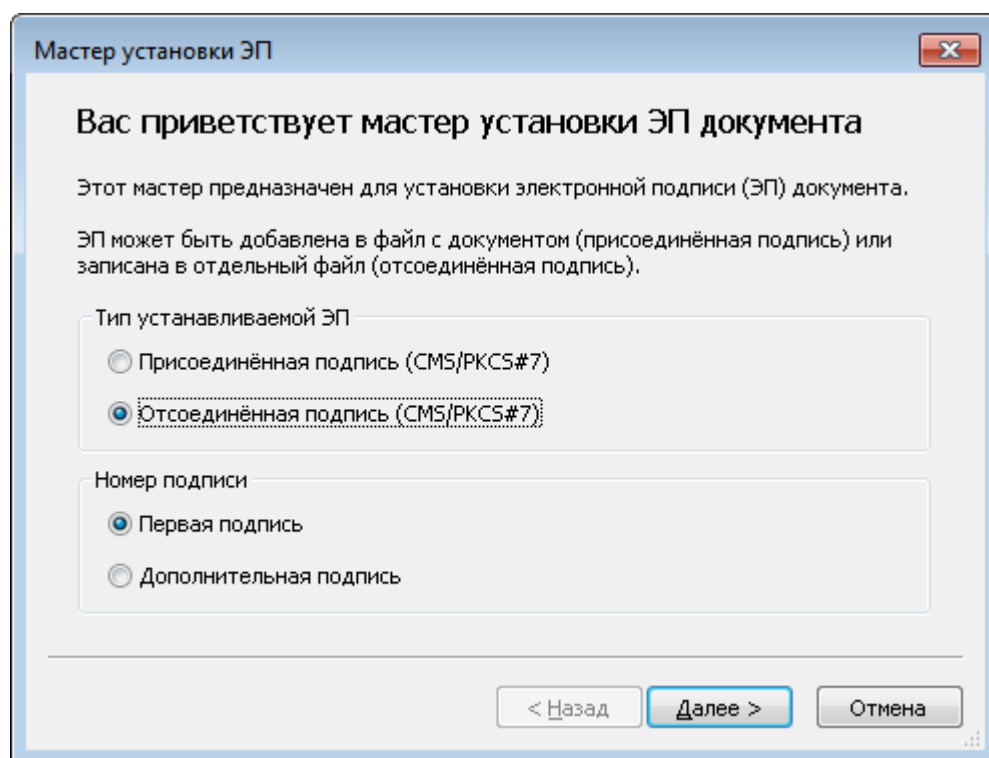 Мастер установки ЭП
Вас приветствует мастер установки ЭП документа
Этот мастер предназначен для установки электронной подписи (ЭП) документа.
ЭП может быть добавлена в файл с документом (присоединённая подпись) или
записана в отдельный файл (отсоединённая подпись).
Тип устанавливаемой ЭП
Присоединённая подпись (CMS/PKCS#7)
Отсоединённая подпись (CMS/PKCS#7)
Номер подписи
Первая подпись
Дополнительная подпись
< Назад Далее > Отмена